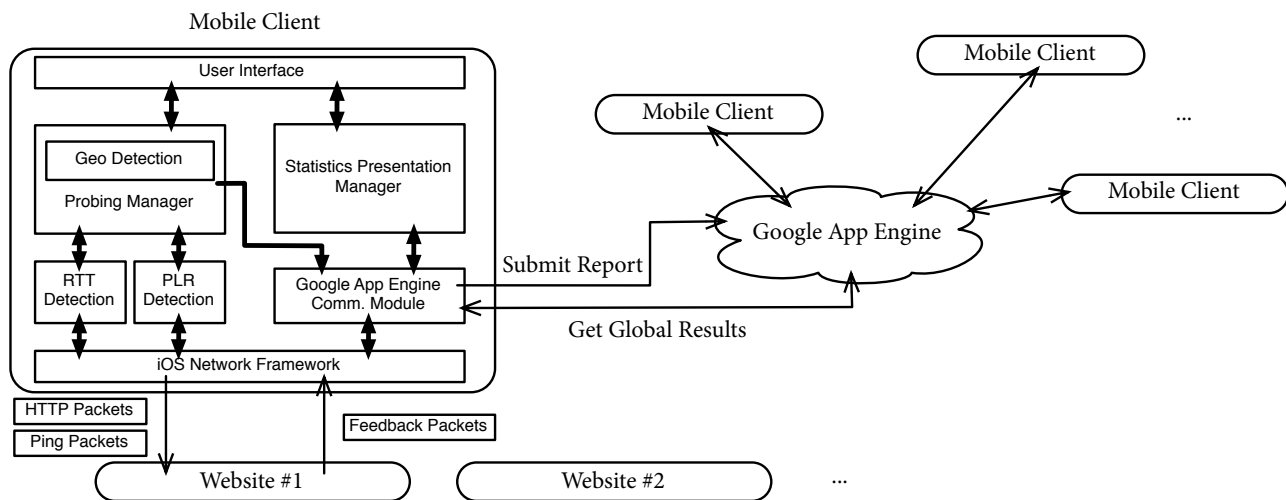 Mobile Client
User Interface
Geo Detection
Probing Manager
Statistics Presentation
Manager
RTT
Detection
PLR
Detection
Google App Engine
Comm. Module
iOS Network Framework
HTTP Packets
Ping Packets
Feedback Packets
Website #1
Website #2
...
Submit Report
Get Global Results
Mobile Client
Mobile Client
...
Mobile Client
Google App Engine